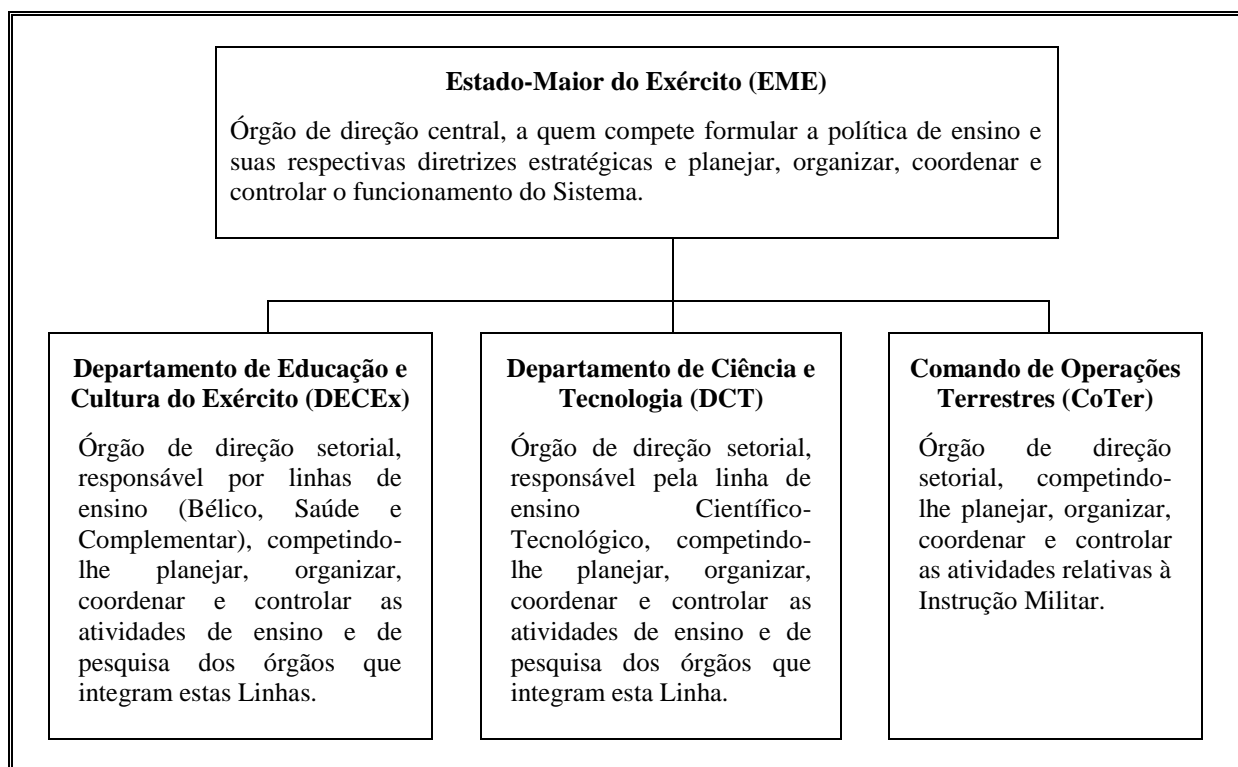 Estado-Maior do Exército (EME)
Órgão de direção central, a quem compete formular a política de ensino e
suas respectivas diretrizes estratégicas e planejar, organizar, coordenar e
controlar o funcionamento do Sistema.
Departamento de Educação e
Cultura do Exército (DECEx)
Órgão de direção setorial,
responsável por linhas de
ensino (Bélico, Saúde e
Complementar), competindo-
lhe planejar, organizar,
coordenar e controlar as
atividades de ensino e de
pesquisa dos órgãos que
integram estas Linhas.
Departamento de Ciência e
Tecnologia (DCT)
Órgão de direção setorial,
responsável pela linha de
ensino Científico-
Tecnológico, competindo-
lhe planejar, organizar,
coordenar e controlar as
atividades de ensino e de
pesquisa dos órgãos que
integram esta Linha.
Comando de Operações
Terrestres (CoTer)
Órgão de direção
setorial, competindo-
lhe planejar, organizar,
coordenar e controlar
as atividades relativas à
Instrução Militar.